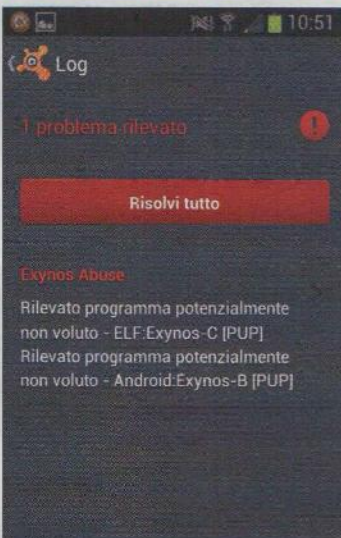 10:51
Log
1 problema rilevato
Risolvi tutto
Exynos Abuse
Rilevato programma potenzialmente
non voluto - ELF:Exynos-C [PUP]
Rilevato programma potenzialmente
non voluto - Android:Exynos-B [PUP]